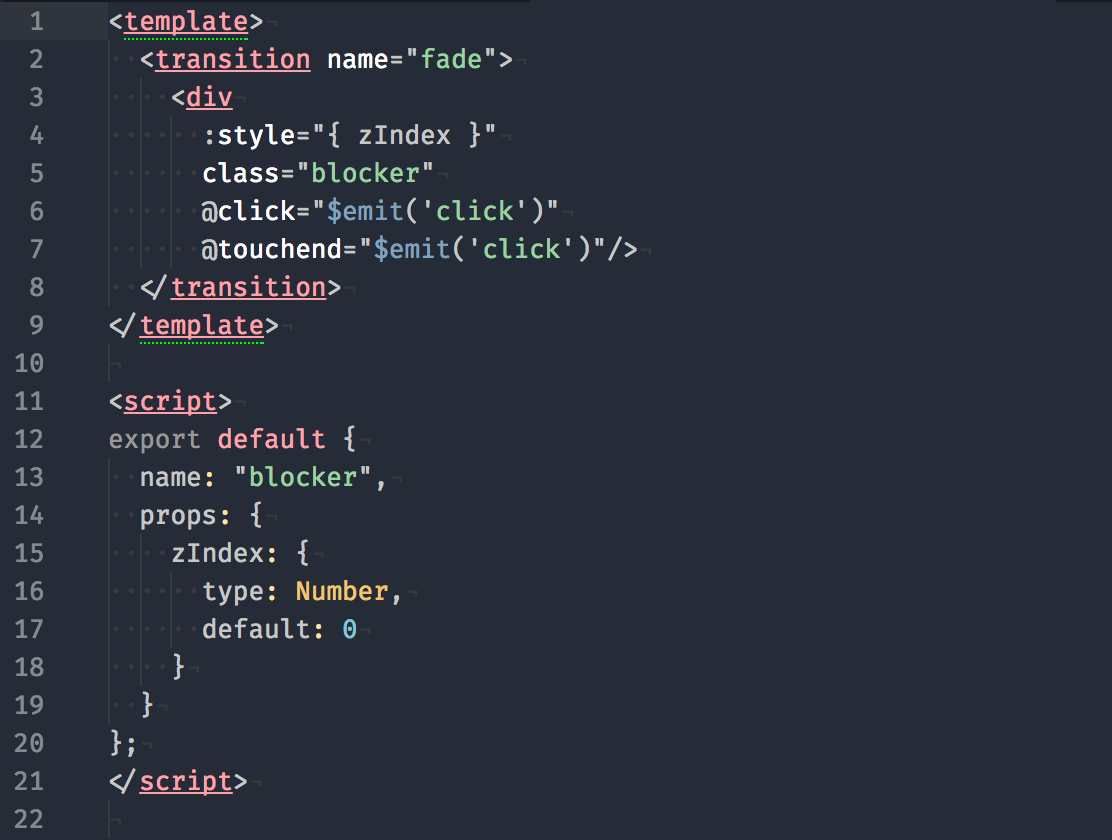 1 <template>
2 <transition name="fade">
3 <div
4 :style="{ zIndex }"
5 class="blocker"
6 @click="$emit('click')"
7 @touchend="$emit('click')"/>
8 </transition>
9 </template>
10
11 <script>
12 export default {
13 name: "blocker",
14 props: {
15 zIndex: {
16 type: Number,
17 default: 0
18 }
19 }
20 };
21 </script>
22